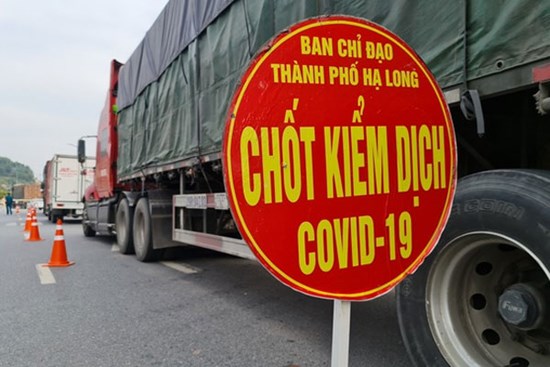 BAN CHỈ ĐẠO
THÀNH PHỐ HẠ LONG
CHỐT KIỂM DỊCH
COVID-19